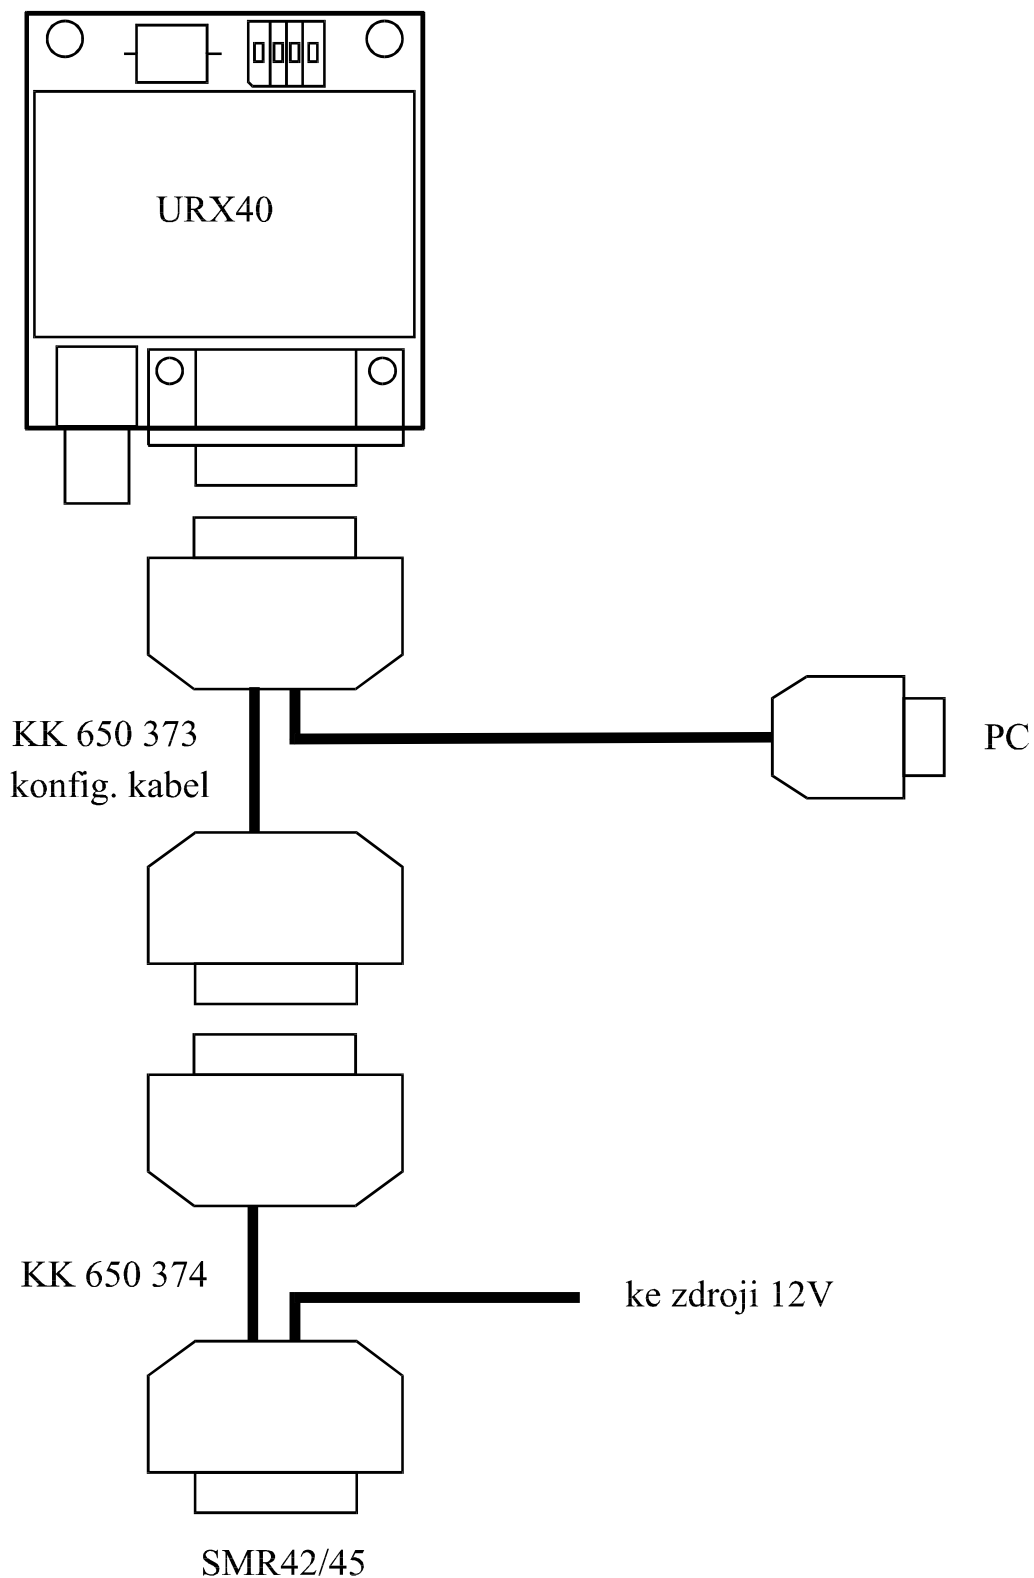 URX40
KK 650 373
konfig. kabel
PC
KK 650 374
ke zdroji 12V
SMR42/45